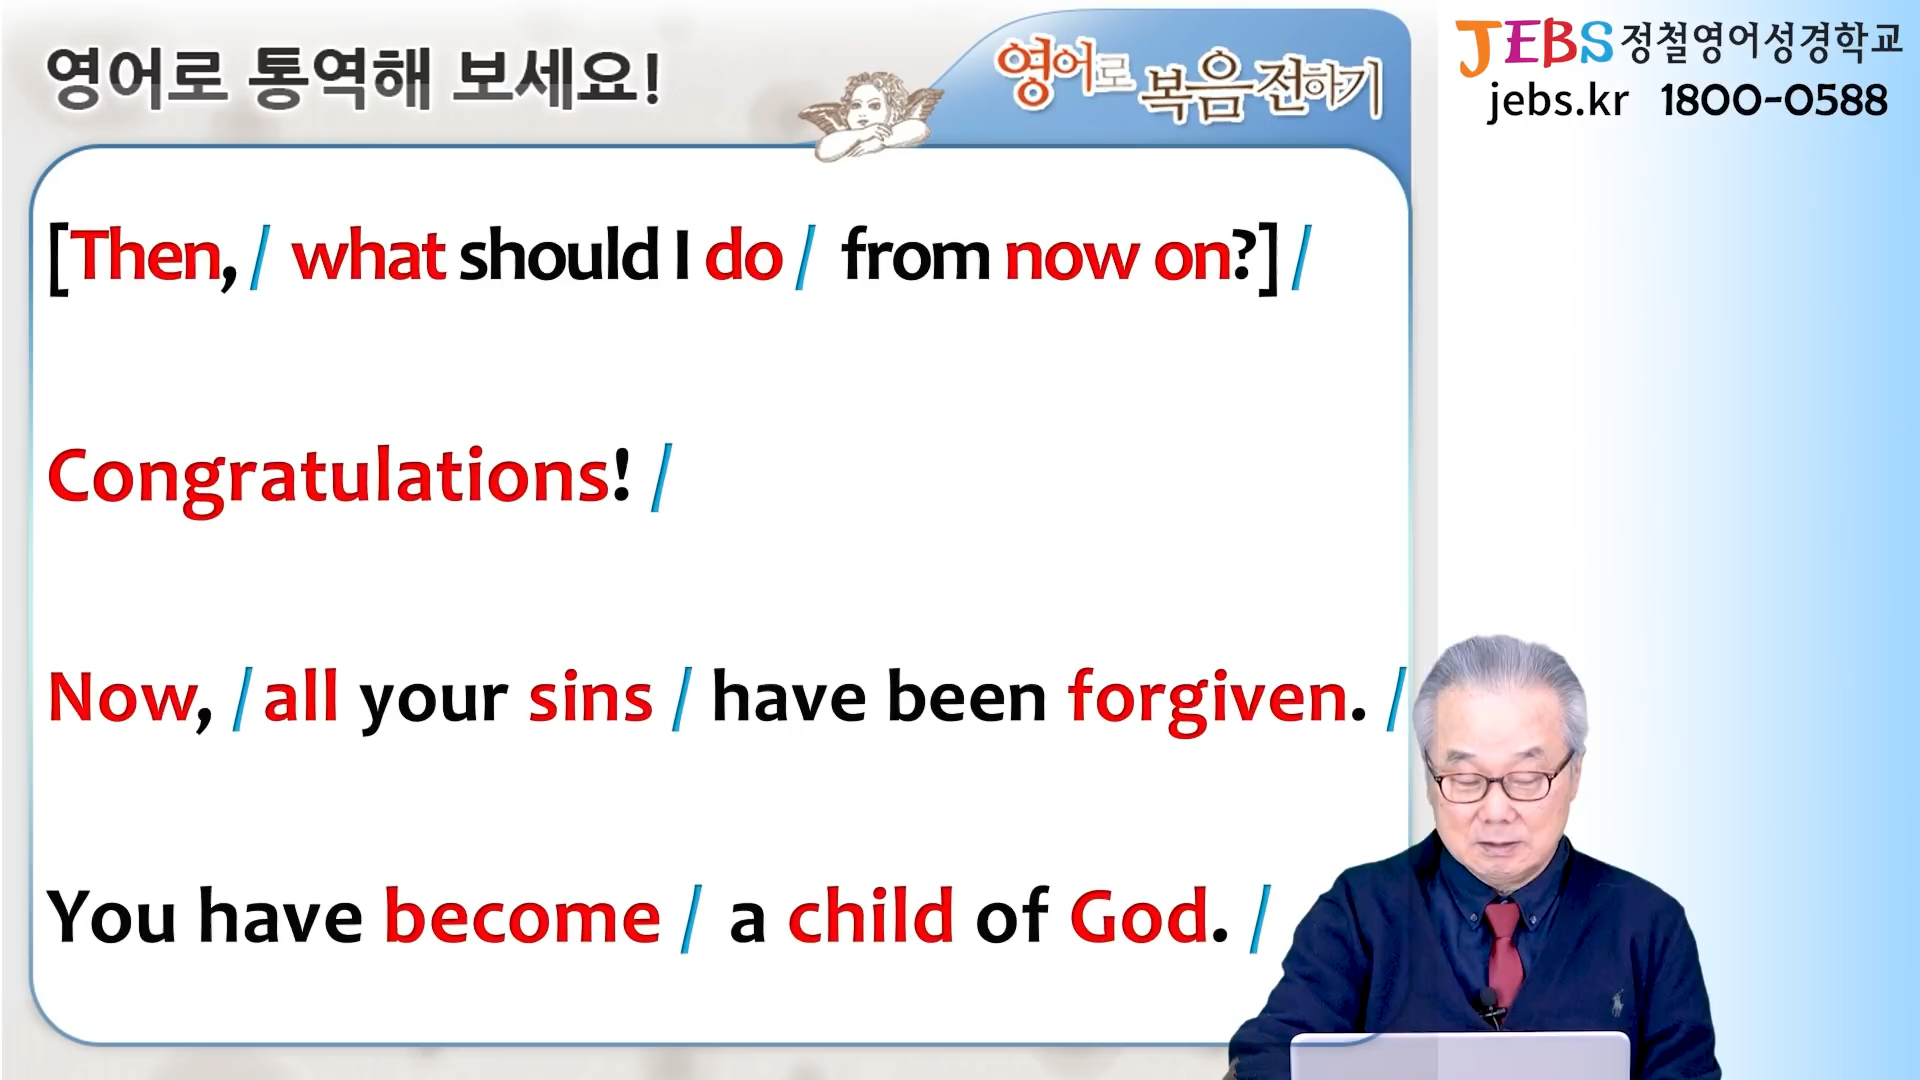 영어로 통역해 보세요!
영어로 복음전하기
JEBS 정철영어성경학교
jebs.kr 1800-0588
[Then, / what should I do / from now on?] /
Congratulations! /
Now, / all your sins / have been forgiven. /
You have become / a child of God. /